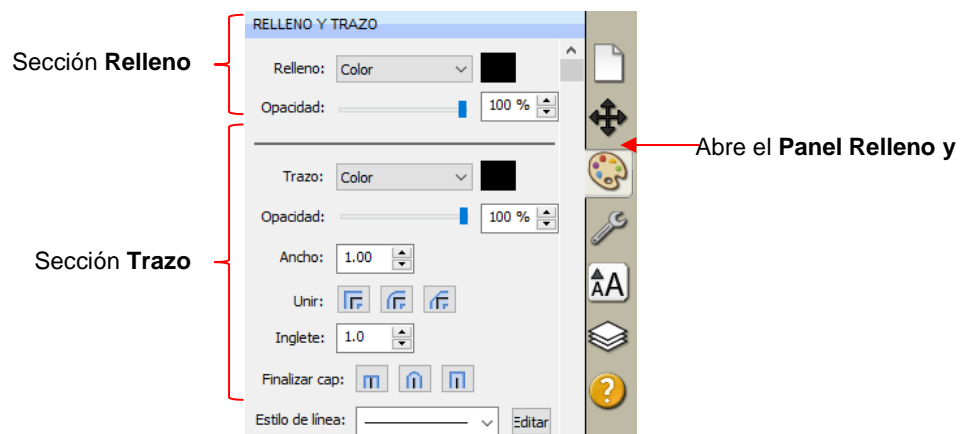 RELLENO Y TRAZO
Sección Relleno
Relleno: Color
Opacidad: 100 %
Abre el Panel Relleno y
Trazo: Color
Opacidad: 100 %
Sección Trazo
Ancho: 1.00
Unir:
Inglete: 1.0
Finalizar cap:
Estilo de línea: Editar
AA
?